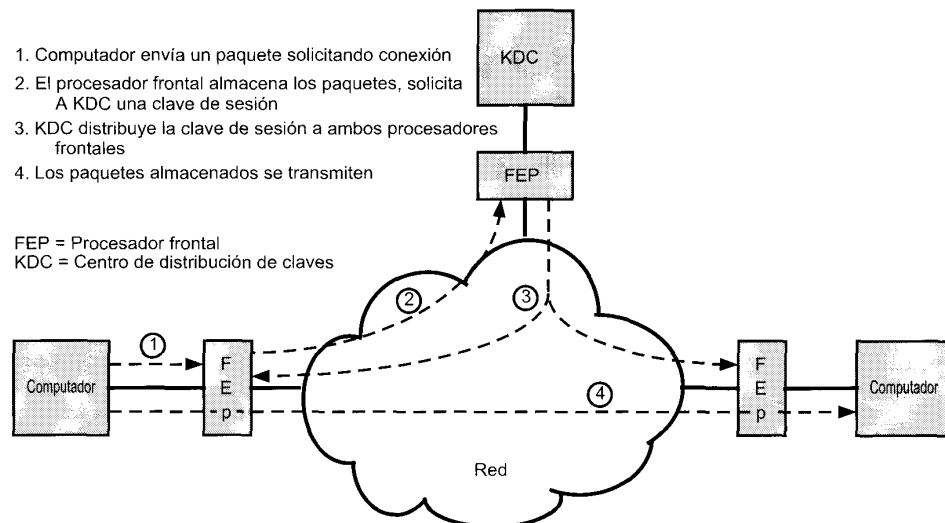 1. Computador envía un paquete solicitando conexión
2. El procesador frontal almacena los paquetes, solicita
A KDC una clave de sesión
3. KDC distribuye la clave de sesión a ambos procesadores
frontales
4. Los paquetes almacenados se transmiten
FEP = Procesador frontal
KDC = Centro de distribución de claves
KDC
FEP
2
3
1
Computador
F
E
p
4
F
E
p
Computador
Red